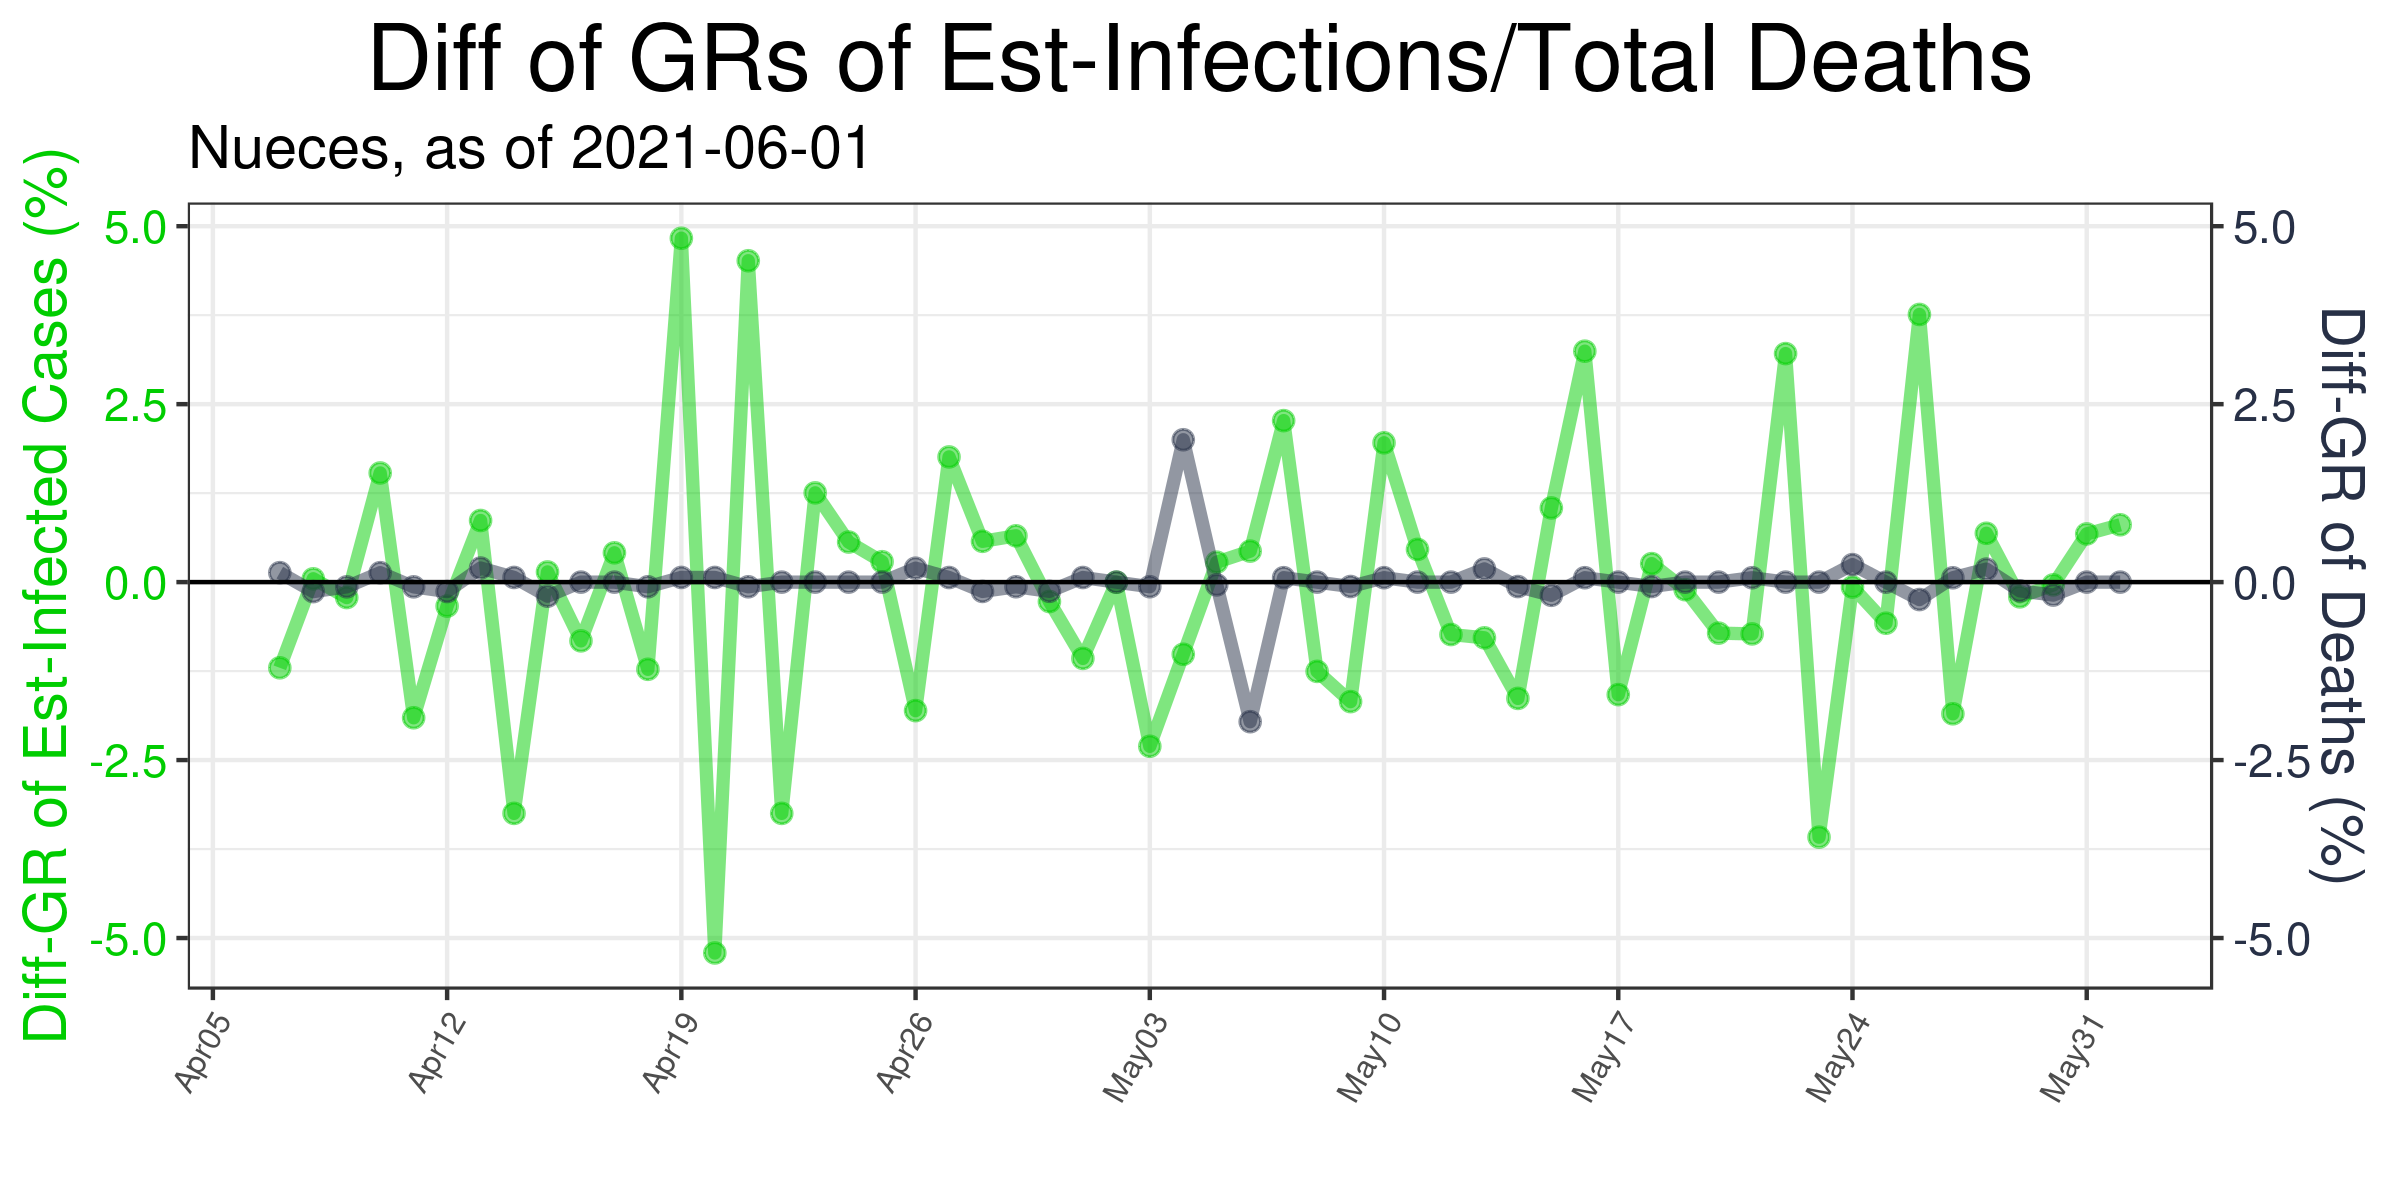 Diff of GRs of Est-Infections/Total Deaths
Nueces, as of 2021-06-01
Diff-GR of Est-Infected Cases (%)
5.0
2.5
0.0
-2.5
-5.0
5.0
2.5
0.0
-2.5
-5.0
Diff-GR of Deaths (%)
Apr05
Apr12
Apr19
Apr26
May03
May10
May17
May24
May31